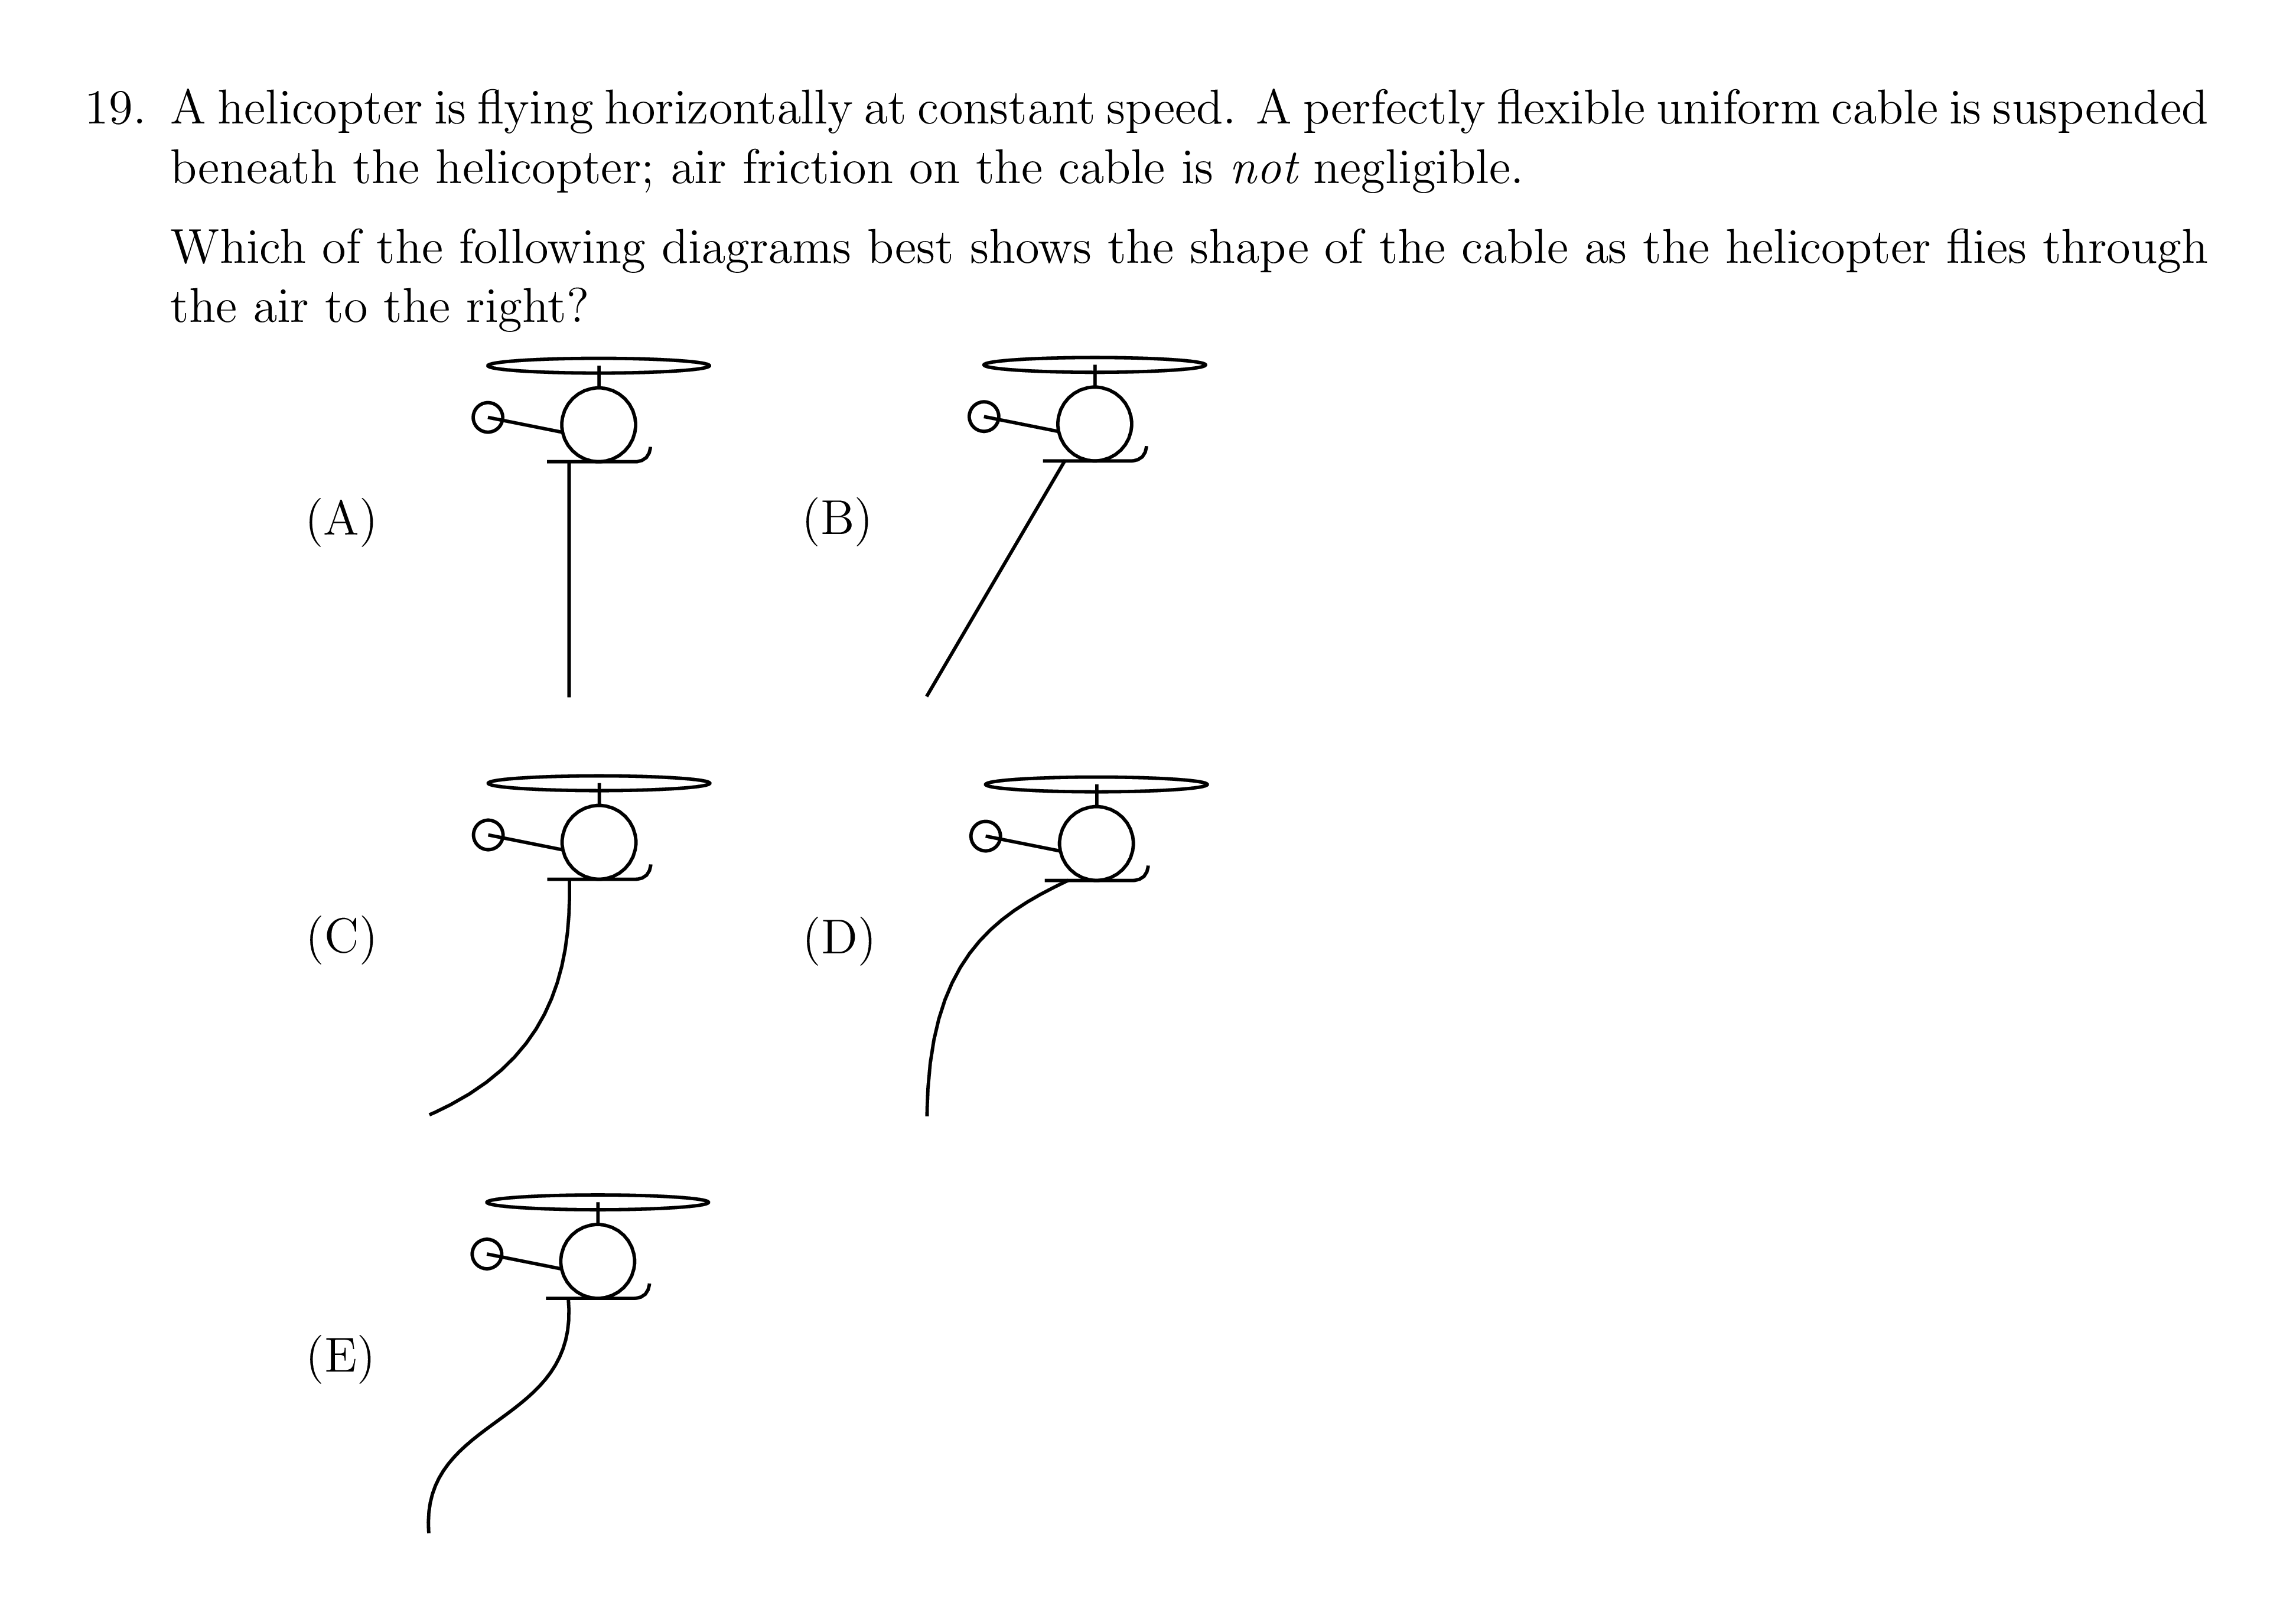 19. A helicopter is flying horizontally at constant speed. A perfectly flexible uniform cable is suspended
beneath the helicopter; air friction on the cable is not negligible.
Which of the following diagrams best shows the shape of the cable as the helicopter flies through
the air to the right?
(A)
(B)
(C)
(D)
(E)